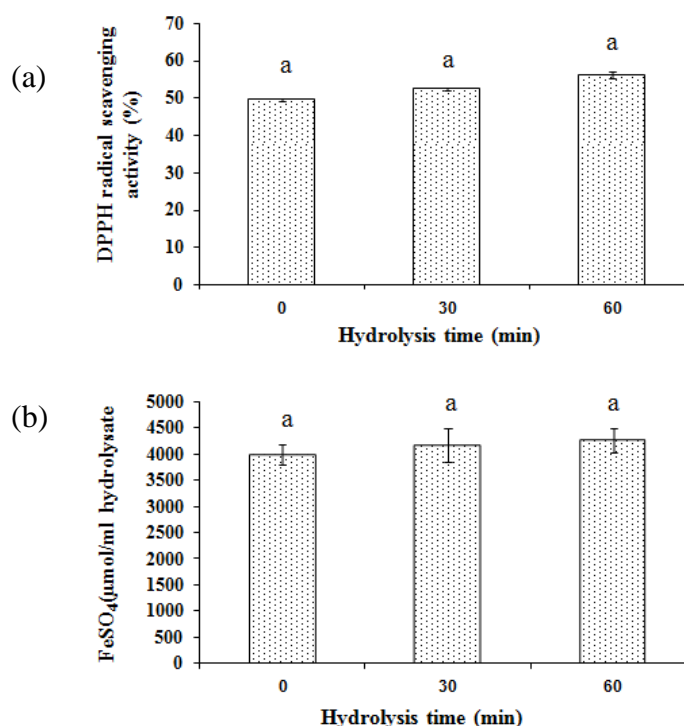 (a)
DPPH radical scavenging
activity (%)
70
60
50
40
30
20
10
0
a
a
a
0
30
60
Hydrolysis time (min)
(b)
FeSO4(µmol/ml hydrolysate
5000
4500
4000
3500
3000
2500
2000
1500
1000
500
0
a
a
a
0
30
60
Hydrolysis time (min)